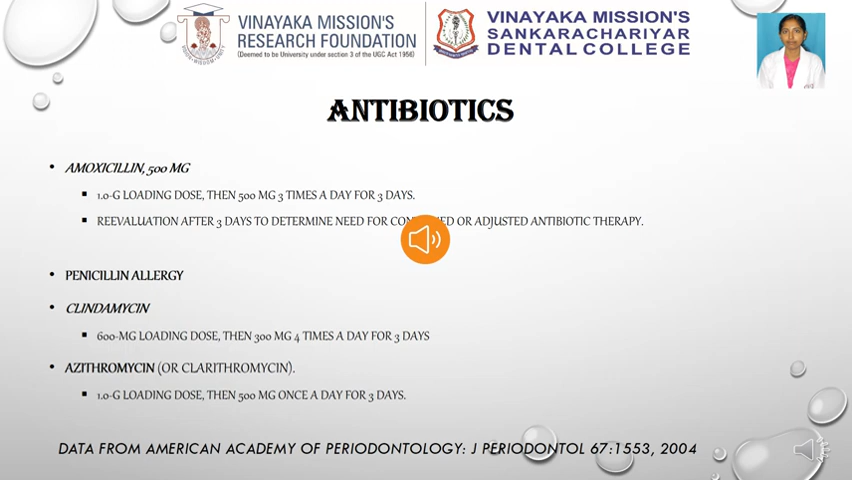 VINAYAKA MISSION'S
RESEARCH FOUNDATION
(Deemed to be University under section 3 of the UGC Act 1956)
VINAYAKA MISSION'S
SANKARACHARIYAR
DENTAL COLLEGE
ANTIBIOTICS
• AMOXICILLIN, 500 MG
▪ 1.0-G LOADING DOSE, THEN 500 MG 3 TIMES A DAY FOR 3 DAYS.
▪ REEVALUATION AFTER 3 DAYS TO DETERMINE NEED FOR OR ADJUSTED ANTIBIOTIC THERAPY.
• PENICILLIN ALLERGY
• CLINDAMYCIN
▪ 600-MG LOADING DOSE, THEN 300 MG 4 TIMES A DAY FOR 3 DAYS
• AZITHROMYCIN (OR CLARITHROMYCIN).
▪ 1.0-G LOADING DOSE, THEN 500 MG ONCE A DAY FOR 3 DAYS.
DATA FROM AMERICAN ACADEMY OF PERIODONTOLOGY: J PERIODONTOL 67:1553, 2004